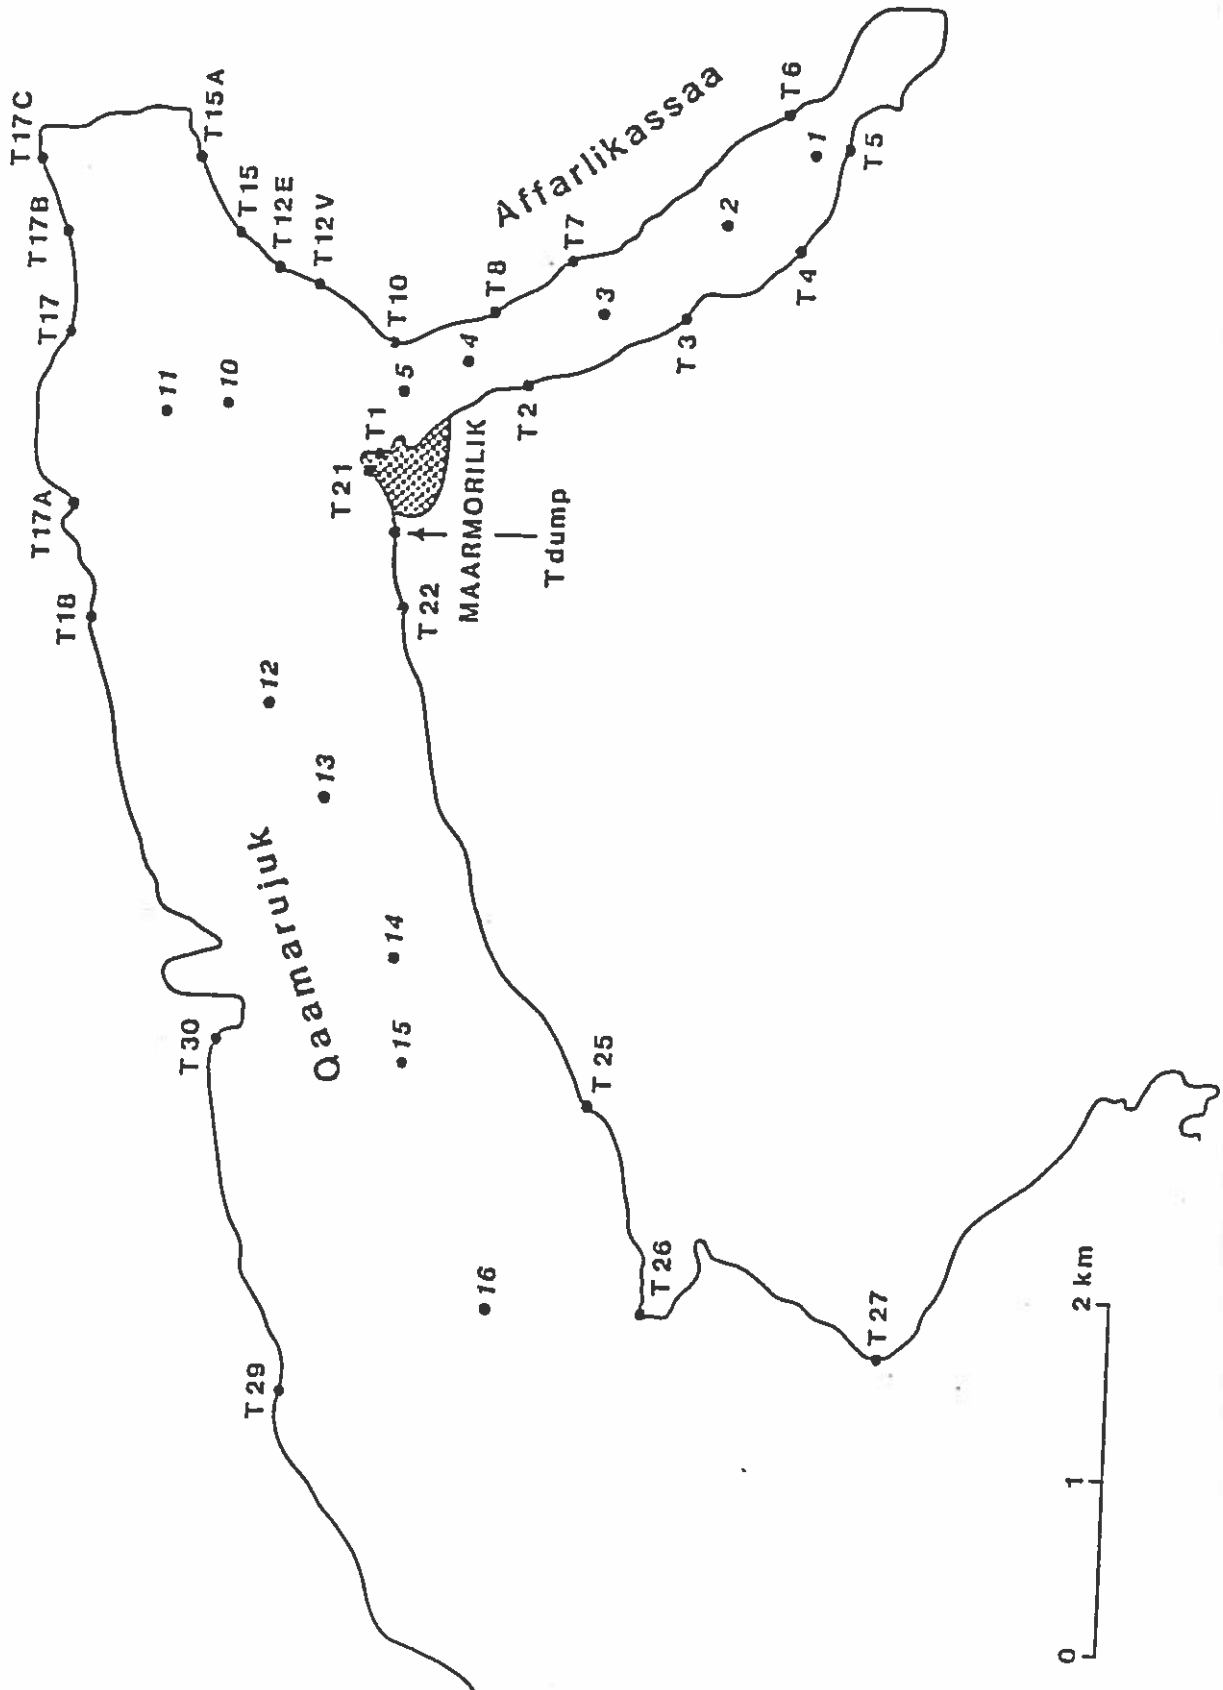 T17C
T15A
T17B
T15
T12E
T12V
T17
T10
T8
T7
Affarlikassaa
T6
1
T5
2
T4
3
T3
4
5
T2
11
10
T1
T21
T17A
MAARMORILIK
T dump
T22
T18
12
13
Qaamarujuk
14
15
T30
T25
16
T26
T29
T27
0
1
2 km